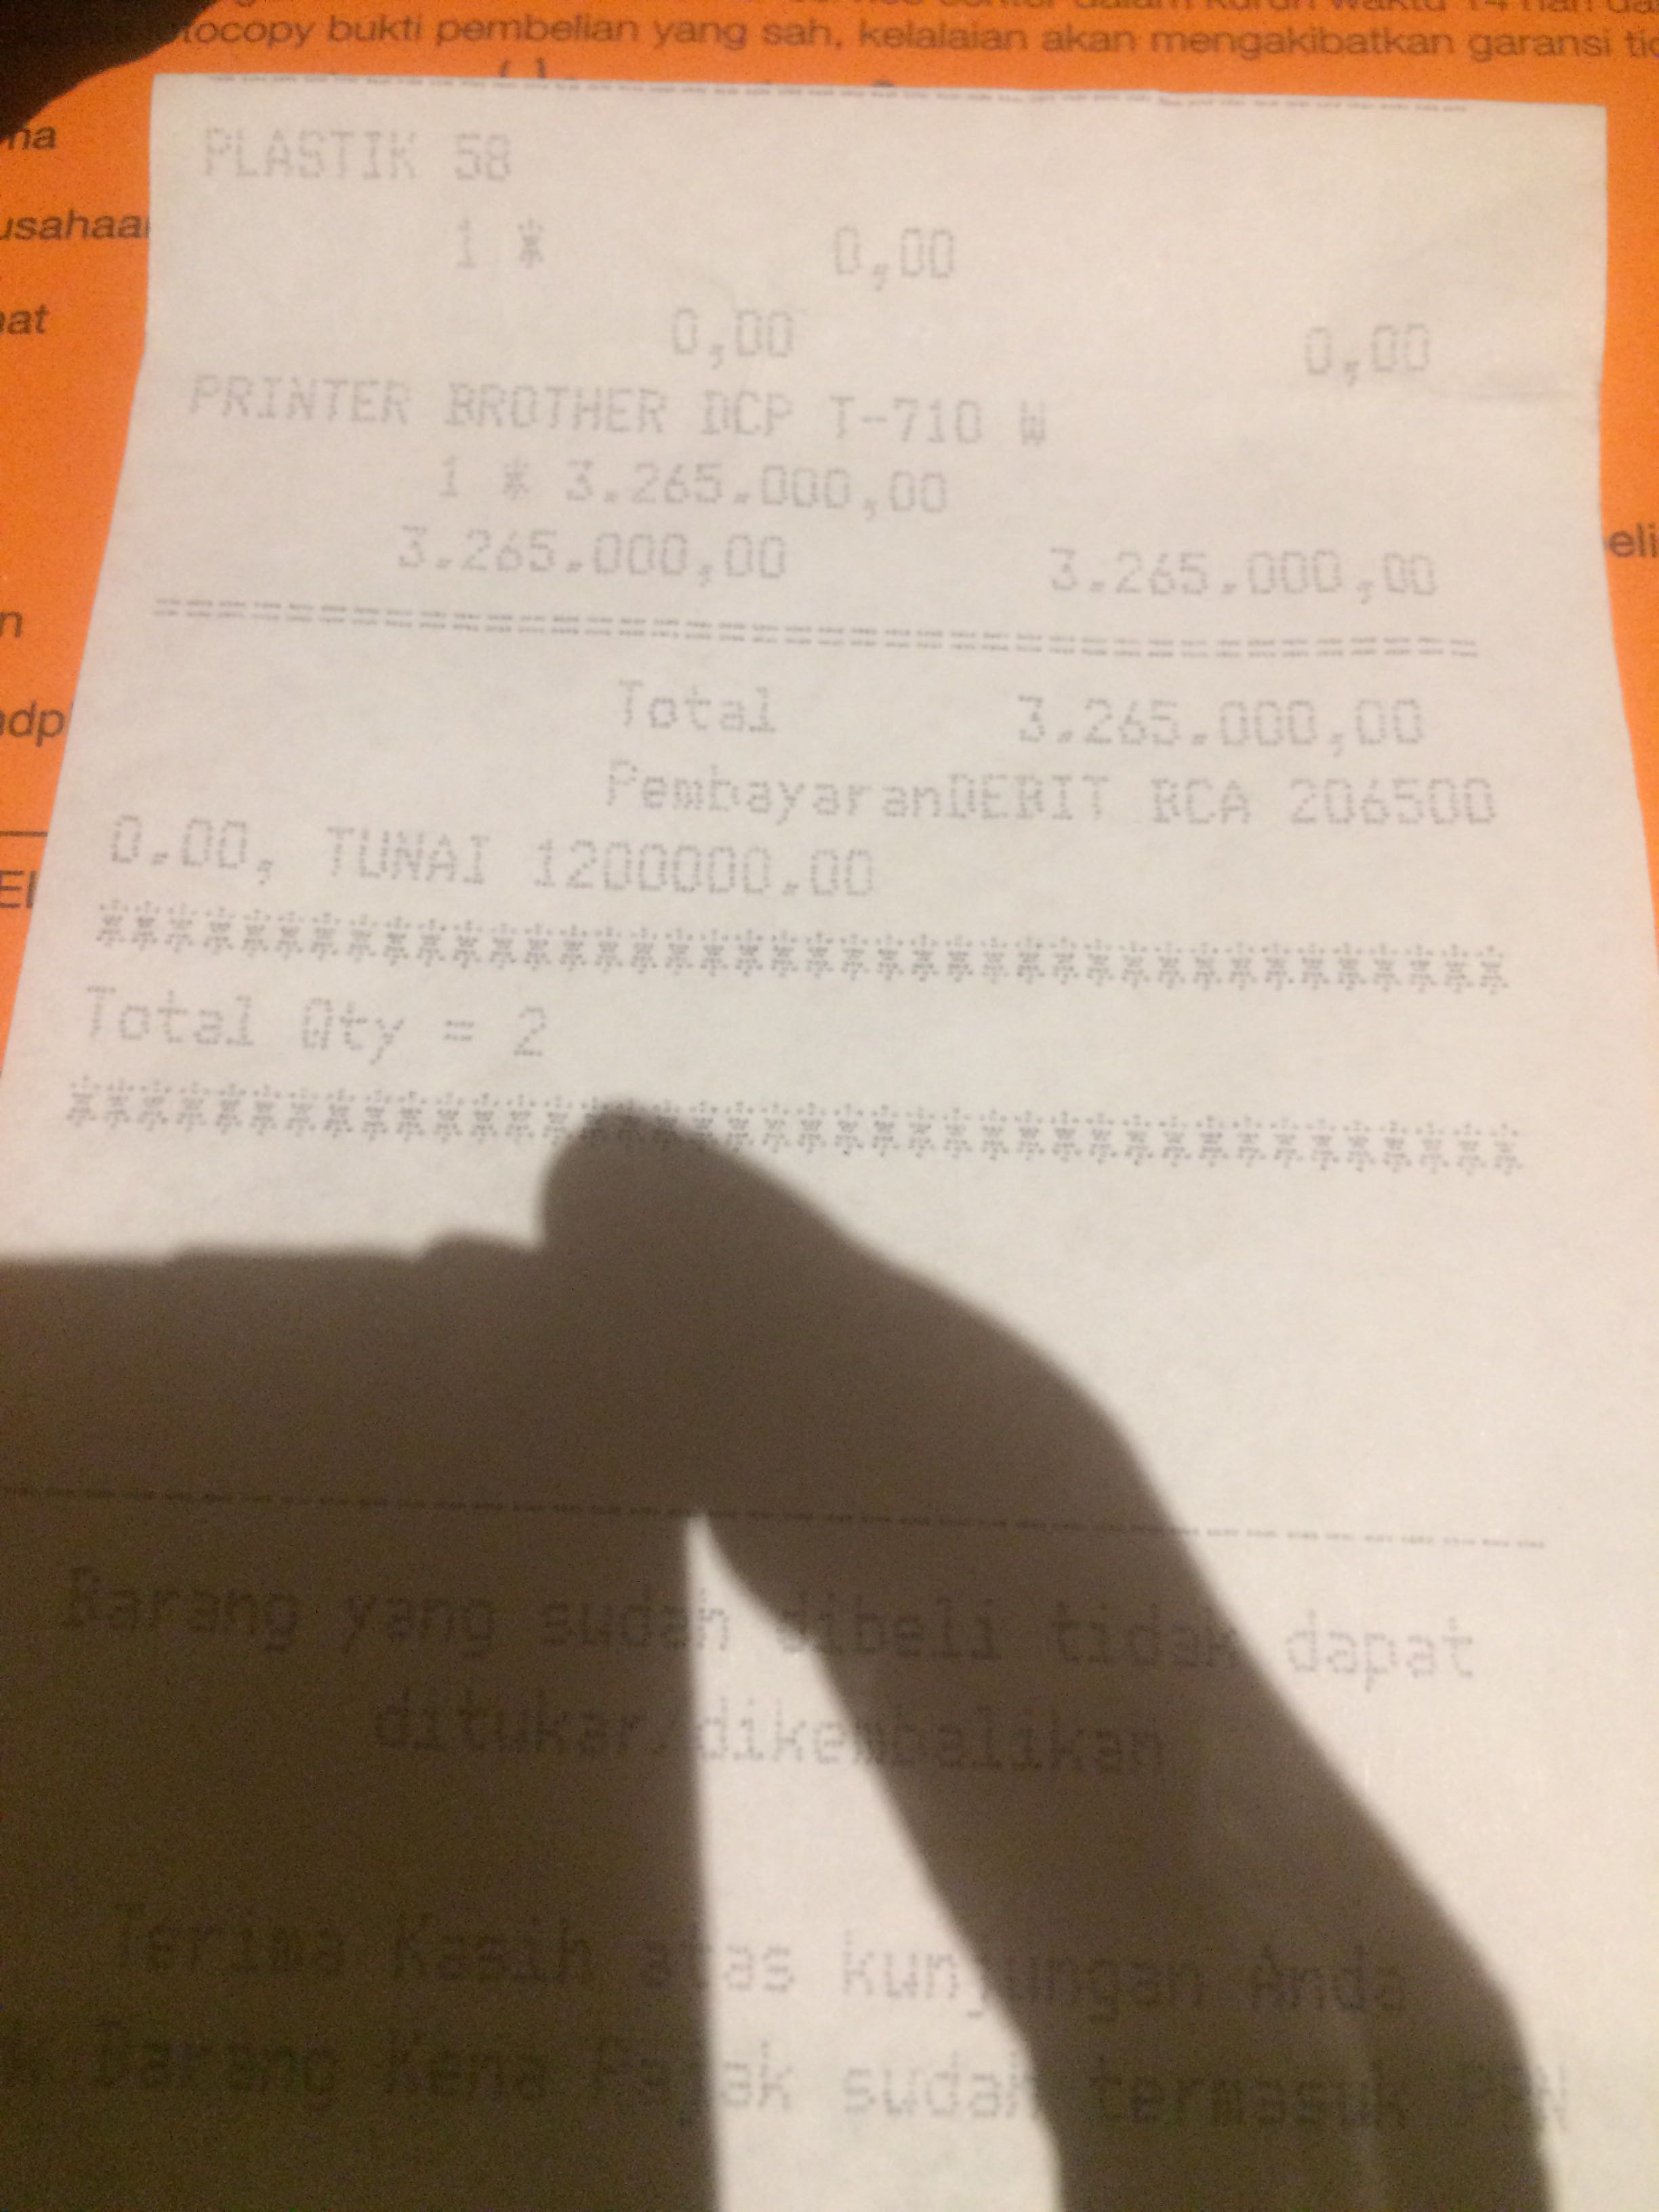 tocopy bukti pembelian yang sah, kelalaian akan mengakibatkan garansi
PLASTIK 58
1 * 0,00
0,00 0,00
PRINTER BROTHER DCP T-710 W
1 * 3.265.000,00
3.265.000,00 3.265.000,00
Total 3.265.000,00
PembayaranDEBIT BCA 206500
0.00, TUNAI 1200000.00
************************************
Total Qty = 2
************************************
Barang yang sudah dibeli tidak dapat
ditukar/dikembalikan
Terima Kasih atas kunjungan Anda
Barang Kena Pajak sudah termasuk PPN